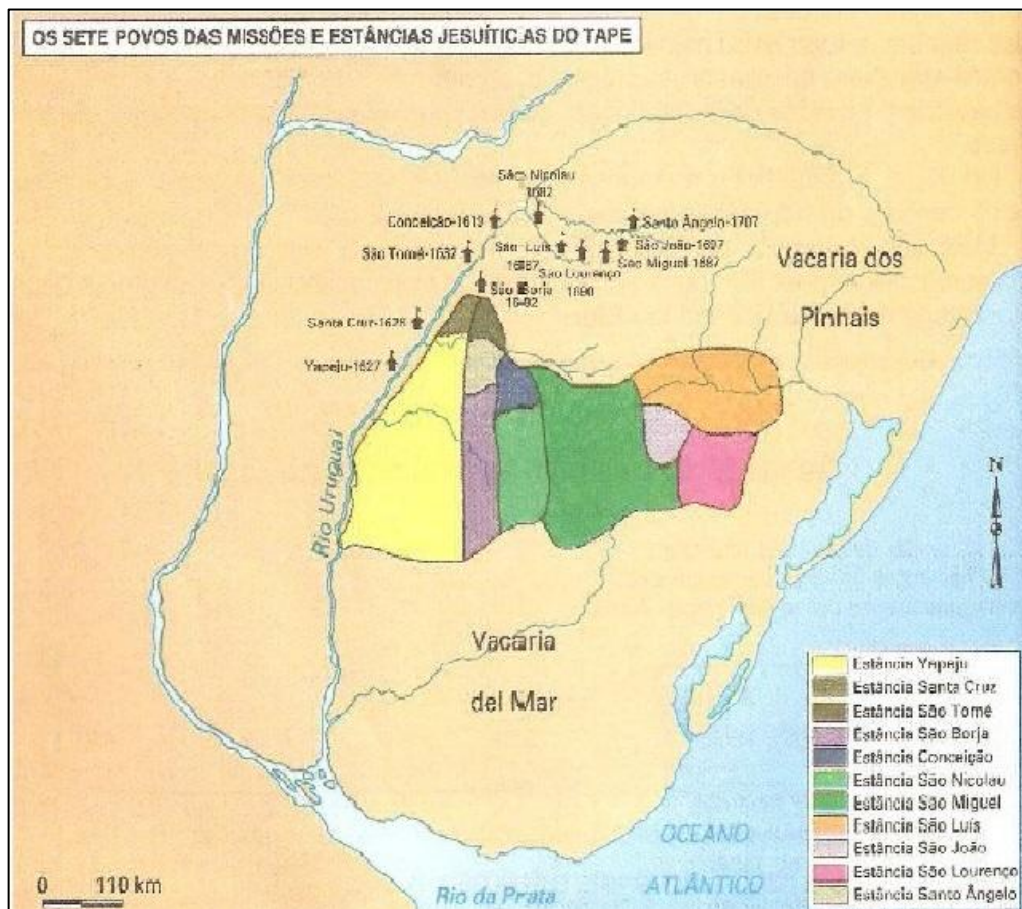 OS SETE POVOS DAS MISSÕES E ESTÂNCIAS JESUÍTICAS DO TAPE
São Nicolau
1682
Conceição-1619
Santo Ângelo-1707
São Tomé-1632
São Luís
1687
São João-1697
São Miguel-1687
São Lourenço
1690
São Borja
16-92
Vacaria dos
Pinhais
Santa Cruz-1628
Yapeju-1627
Rio Uruguai
N
Vacaria
del Mar
Estância Yapeju
Estância Santa Cruz
Estância São Tomé
Estância São Borja
Estância Conceição
Estância São Nicolau
Estância São Miguel
Estância São Luís
Estância São João
Estância São Lourenço
Estância Santo Ângelo
OCEANO
ATLÂNTICO
0 110 km
Rio da Prata